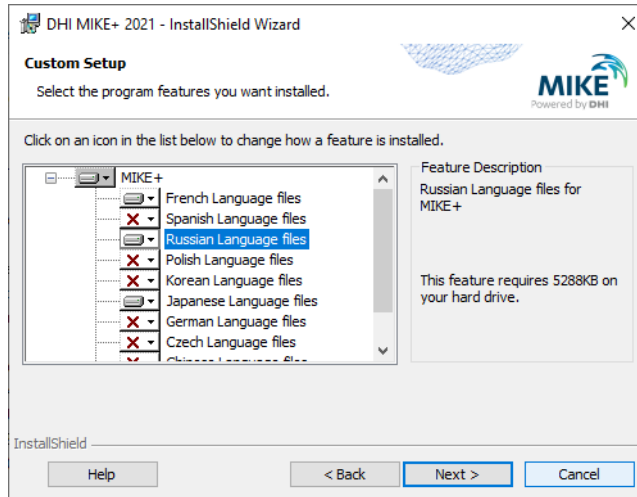 DHI MIKE+ 2021 - InstallShield Wizard
Custom Setup
Select the program features you want installed.
MIKE
Powered by DHI
Click on an icon in the list below to change how a feature is installed.
MIKE+
French Language files
Spanish Language files
Russian Language files
Polish Language files
Korean Language files
Japanese Language files
German Language files
Czech Language files
Chinese Language files
Feature Description
Russian Language files for
MIKE+
This feature requires 5288KB on
your hard drive.
InstallShield
Help
< Back
Next >
Cancel